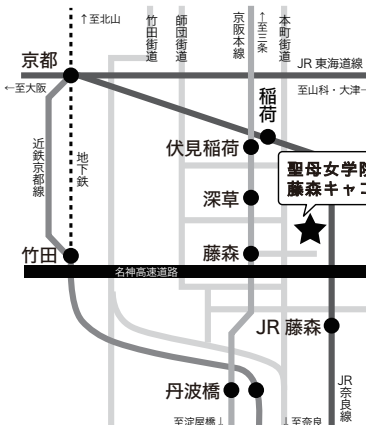 ↑至北山
竹田街道
師団街道
京阪本線
↑至三条
本町街道
京都
JR 東海道線
←至大阪
至山科・大津
稲荷
伏見稲荷
近鉄京都線
地下鉄
聖母女学院
藤森キャ
深草
藤森
竹田
名神高速道路
JR 藤森
丹波橋
JR奈良線
至淀屋橋↓
↓至奈良